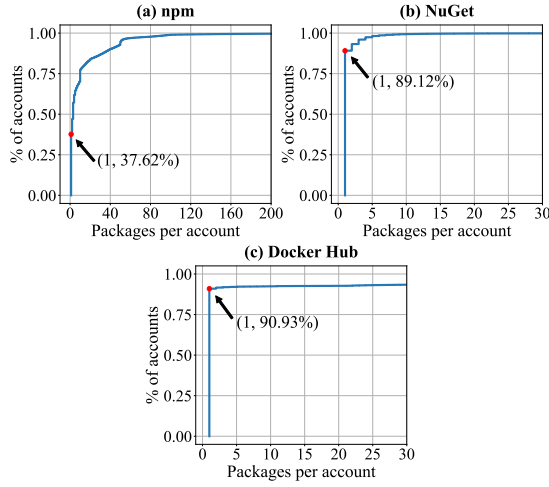 (a) npm
1.00
0.75
0.50
0.25
0.00
% of accounts
(1, 37.62%)
0 40 80 120 160 200
Packages per account
(b) NuGet
1.00
0.75
0.50
0.25
0.00
% of accounts
(1, 89.12%)
0 5 10 15 20 25 30
Packages per account
(c) Docker Hub
1.00
0.75
0.50
0.25
0.00
% of accounts
(1, 90.93%)
0 5 10 15 20 25 30
Packages per account